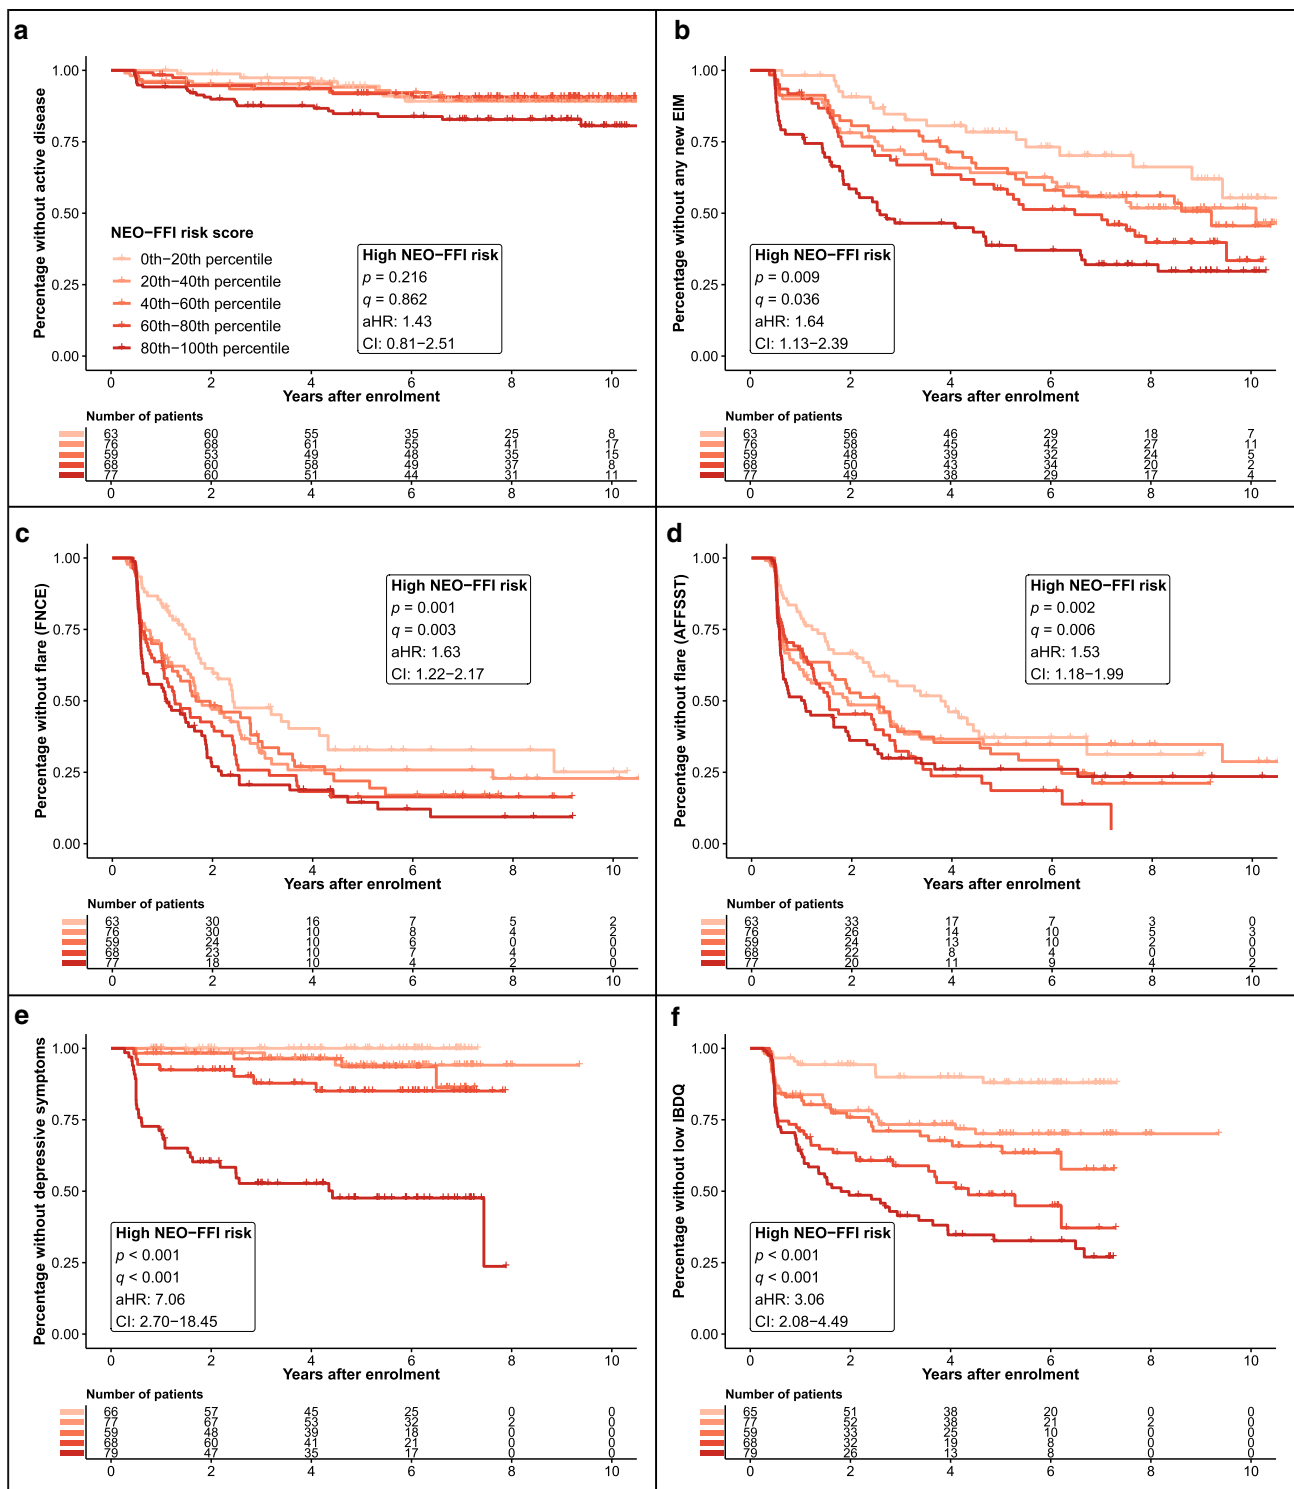 a
1.00
0.75
0.50
0.25
0.00
Percentage without active disease
NEO−FFI risk score
0th−20th percentile
20th−40th percentile
40th−60th percentile
60th−80th percentile
80th−100th percentile
High NEO−FFI risk
p = 0.216
q = 0.862
aHR: 1.43
CI: 0.81−2.51
0 2 4 6 8 10
Years after enrolment
Number of patients
63 60 55 35 25 8
76 68 61 55 41 17
59 53 49 48 35 15
68 60 58 49 37 8
77 60 51 44 31 11
0 2 4 6 8 10
b
1.00
0.75
0.50
0.25
0.00
Percentage without any new EIM
High NEO−FFI risk
p = 0.009
q = 0.036
aHR: 1.64
CI: 1.13−2.39
0 2 4 6 8 10
Years after enrolment
Number of patients
63 56 46 29 18 7
76 58 45 42 27 11
59 48 39 32 24 5
68 50 43 34 20 2
77 49 38 29 17 4
0 2 4 6 8 10
c
1.00
0.75
0.50
0.25
0.00
Percentage without flare (FNCE)
High NEO−FFI risk
p = 0.001
q = 0.003
aHR: 1.63
CI: 1.22−2.17
0 2 4 6 8 10
Years after enrolment
Number of patients
63 30 16 7 5 2
76 30 10 8 4 2
59 24 10 6 0 0
68 23 10 7 4 0
77 18 10 4 2 0
0 2 4 6 8 10
d
1.00
0.75
0.50
0.25
0.00
Percentage without flare (AFFSST)
High NEO−FFI risk
p = 0.002
q = 0.006
aHR: 1.53
CI: 1.18−1.99
0 2 4 6 8 10
Years after enrolment
Number of patients
63 33 17 7 3 0
76 26 14 10 5 3
59 24 13 10 2 0
68 22 8 4 0 0
77 20 11 9 4 2
0 2 4 6 8 10
e
1.00
0.75
0.50
0.25
0.00
Percentage without depressive symptoms
High NEO−FFI risk
p < 0.001
q < 0.001
aHR: 7.06
CI: 2.70−18.45
0 2 4 6 8 10
Years after enrolment
Number of patients
66 57 45 25 0 0
77 67 53 32 2 0
59 48 39 18 0 0
68 60 41 21 0 0
79 47 35 17 0 0
0 2 4 6 8 10
f
1.00
0.75
0.50
0.25
0.00
Percentage without low IBDQ
High NEO−FFI risk
p < 0.001
q < 0.001
aHR: 3.06
CI: 2.08−4.49
0 2 4 6 8 10
Years after enrolment
Number of patients
65 51 38 20 0 0
77 52 38 21 2 0
59 33 25 10 0 0
68 32 19 8 0 0
79 26 13 8 0 0
0 2 4 6 8 10